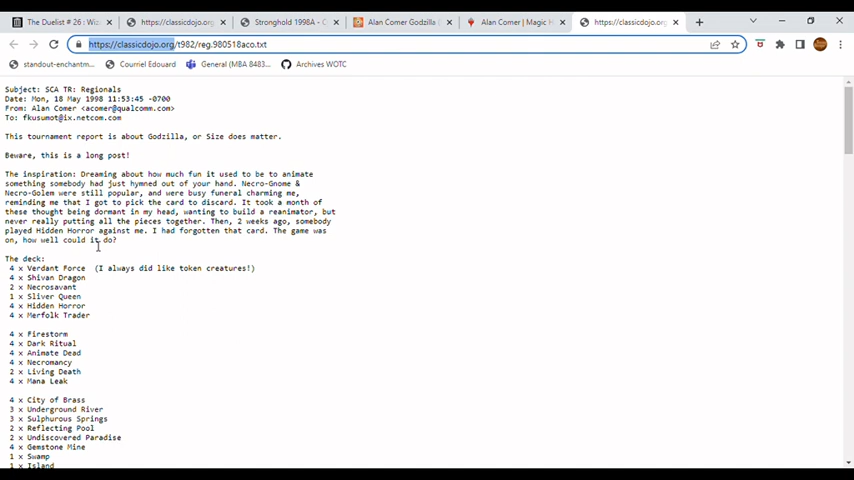 The Duelist # 26 : Wi
https://classicdojo.org
Stronghold 1998A -
Alan Comer Godzilla
Alan Comer | Magic H
https://classicdojo.org
https://classicdojo.org/t982/reg.980518aco.txt
standout-enchantm...
Courriel Edouard
General (MBA 8483...
Archives WOTC
Subject: SCA TR: Regionals
Date: Mon, 18 May 1998 11:53:45 -0700
From: Alan Comer <acomer@qualcomm.com>
To: fkusumot@ix.netcom.com
This tournament report is about Godzilla, or Size does matter.
Beware, this is a long post!
The inspiration: Dreaming about how much fun it used to be to animate
something somebody had just hymned out of your hand. Necro-Gnome &
Necro-Golem were still popular, and were busy funeral charming me,
reminding me that I got to pick the card to discard. It took a month of
these thought being dormant in my head, wanting to build a reanimator, but
never really putting all the pieces together. Then, 2 weeks ago, somebody
played Hidden Horror against me. I had forgotten that card. The game was
on, how well could it do?
The deck:
4 x Verdant Force (I always did like token creatures!)
4 x Shivan Dragon
2 x Necrosavant
1 x Sliver Queen
4 x Hidden Horror
4 x Merfolk Trader
4 x Firestorm
4 x Dark Ritual
4 x Animate Dead
4 x Necromancy
2 x Living Death
4 x Mana Leak
4 x City of Brass
3 x Underground River
3 x Sulphurous Springs
2 x Reflecting Pool
2 x Undiscovered Paradise
4 x Gemstone Mine
1 x Swamp
1 x Island